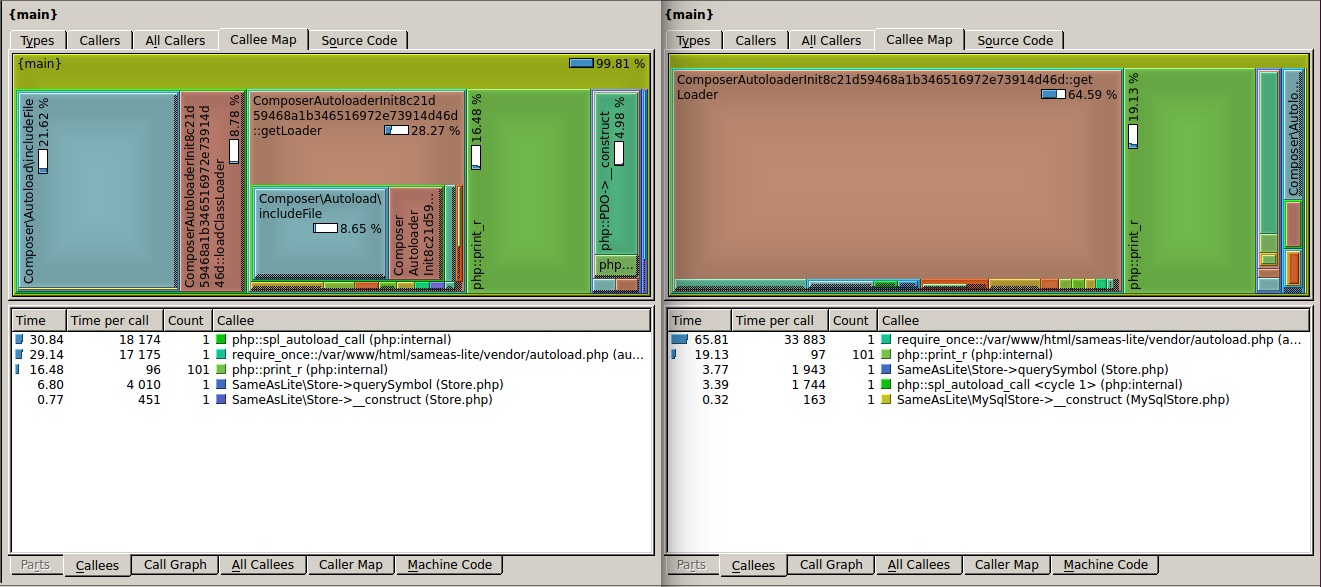 {main}
Types Callers All Callers Callee Map Source Code
{main} 99.81 %
Composer\Autoload\includeFile 21.62 %
ComposerAutoloaderInit8c21d
59468a1b346516972e73914d
46d::loadClassLoader 8.78 %
ComposerAutoloaderInit8c21d
59468a1b346516972e73914d46d
::getLoader 28.27 %
Composer\Autoload\
includeFile
8.65 %
Composer
Autoloader
Init8c21d59...
php::print_r 16.48 %
php::PDO->__construct 4.98 %
php...
Time Time per call Count Callee
30.84 18 174 1 php::spl_autoload_call (php:internal)
29.14 17 175 1 require_once::/var/www/html/sameas-lite/vendor/autoload.php (au...
16.48 96 101 php::print_r (php:internal)
6.80 4 010 1 SameAsLite\Store->querySymbol (Store.php)
0.77 451 1 SameAsLite\Store->__construct (Store.php)
Parts Callees Call Graph All Callees Caller Map Machine Code
{main}
Types Callers All Callers Callee Map Source Code
ComposerAutoloaderInit8c21d59468a1b346516972e73914d46d::get
Loader 64.59 %
php::print_r 19.13 %
Composer\Autolo...
Time Time per call Count Callee
65.81 33 883 1 require_once::/var/www/html/sameas-lite/vendor/autoload.php (a...
19.13 97 101 php::print_r (php:internal)
3.77 1 943 1 SameAsLite\Store->querySymbol (Store.php)
3.39 1 744 1 php::spl_autoload_call <cycle 1> (php:internal)
0.32 163 1 SameAsLite\MySqlStore->__construct (MySqlStore.php)
Parts Callees Call Graph All Callees Caller Map Machine Code